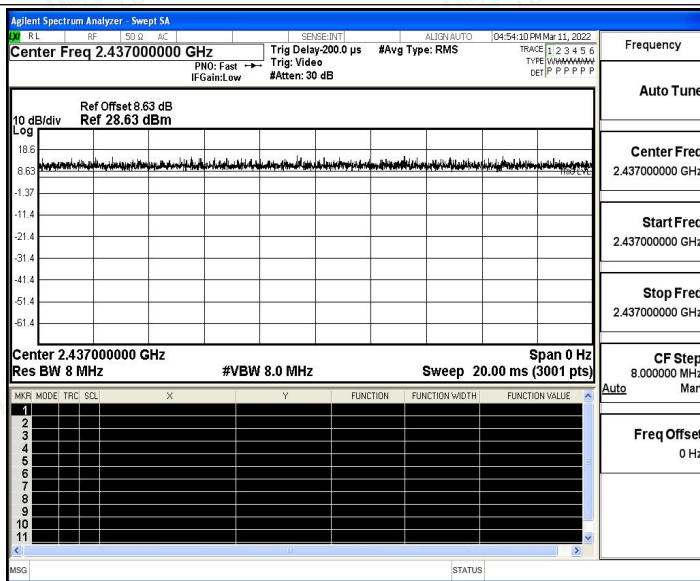 Agilent Spectrum Analyzer - Swept SA
LXI RL RF 50 Ω AC SENSE:INT ALIGN AUTO 04:54:10 PM Mar 11, 2022
Center Freq 2.437000000 GHz
PNO: Fast
IFGain:Low
Trig Delay-200.0 µs
Trig: Video
#Atten: 30 dB
#Avg Type: RMS
TRACE 1 2 3 4 5 6
TYPE WWWWWW
DET P P P P P P
Ref Offset 8.63 dB
10 dB/div Ref 28.63 dBm
Log
18.6
8.63
TRIG LVL
-1.37
-11.4
-21.4
-31.4
-41.4
-51.4
-61.4
Center 2.437000000 GHz Span 0 Hz
Res BW 8 MHz #VBW 8.0 MHz Sweep 20.00 ms (3001 pts)
MKR MODE TRC SCL X Y FUNCTION FUNCTION WIDTH FUNCTION VALUE
1
2
3
4
5
6
7
8
9
10
11
MSG STATUS
Frequency
Auto Tune
Center Freq
2.437000000 GHz
Start Freq
2.437000000 GHz
Stop Freq
2.437000000 GHz
CF Step
8.000000 MHz
Auto Man
Freq Offset
0 Hz